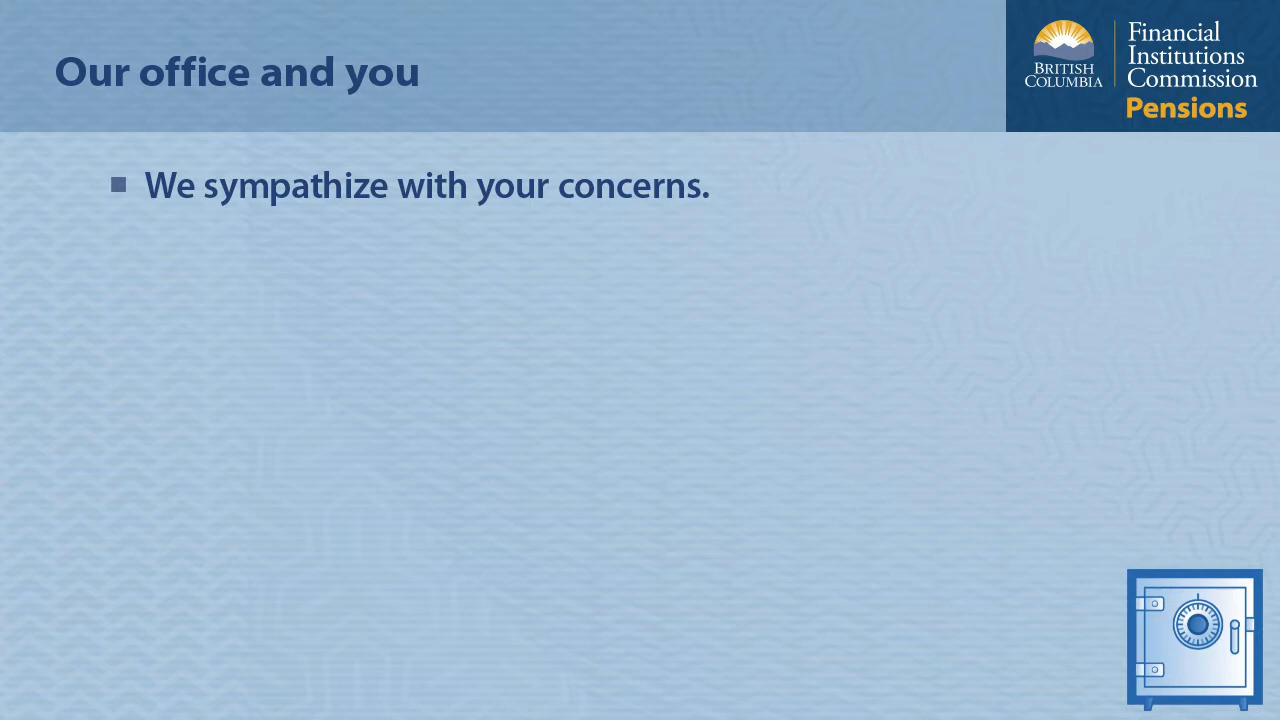 Our office and you
BRITISH
COLUMBIA
Financial
Institutions
Commission
Pensions
We sympathize with your concerns.